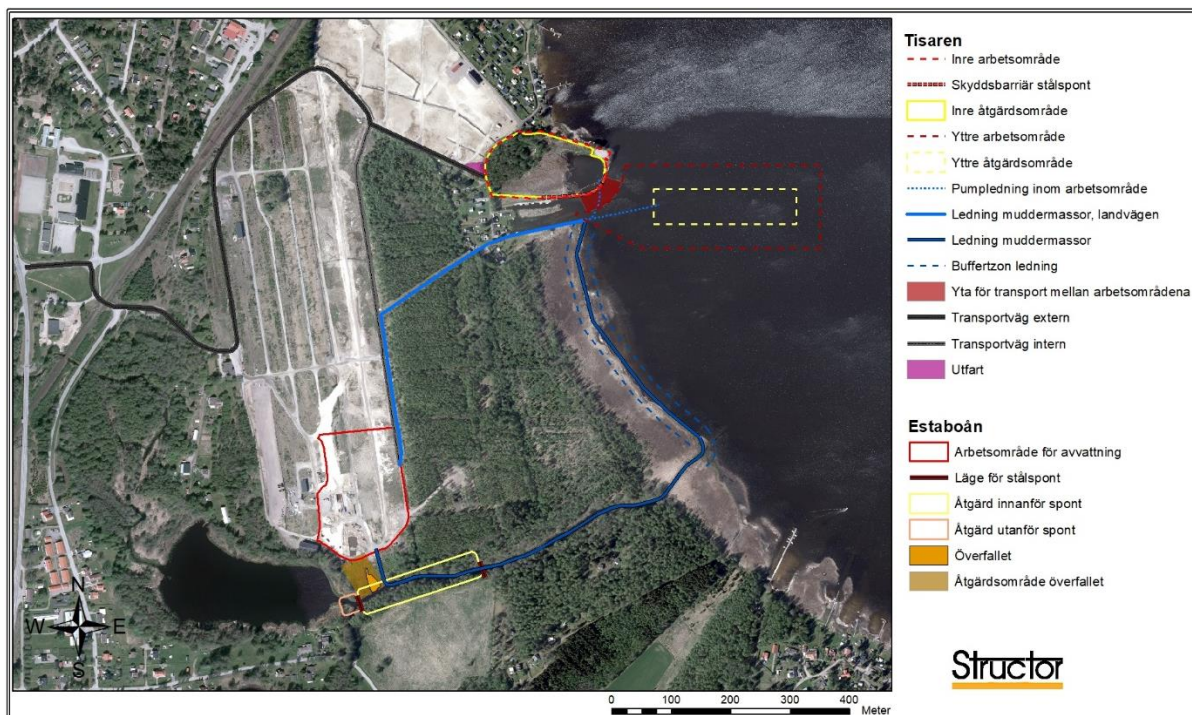 Tisaren
Inre arbetsområde
Skyddsbarriär stålspont
Inre åtgärdsområde
Yttre arbetsområde
Yttre åtgärdsområde
Pumpledning inom arbetsområde
Ledning muddermassor, landvägen
Ledning muddermassor
Buffertzon ledning
Yta för transport mellan arbetsområdena
Transportväg extern
Transportväg intern
Utfart
Estaboån
Arbetsområde för avvattning
Läge för stålspont
Åtgärd innanför spont
Åtgärd utanför spont
Överfallet
Åtgärdsområde överfallet
N
W E
S
Structor
0 100 200 300 400
Meter